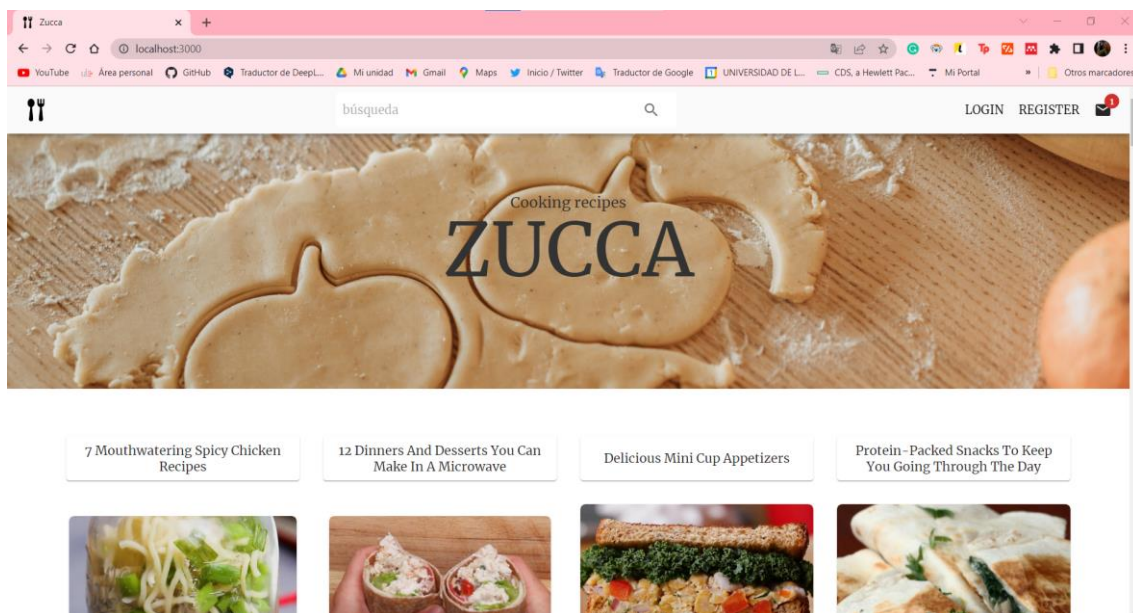 Zucca
localhost:3000
YouTube Área personal GitHub Traductor de DeepL... Mi unidad Gmail Maps Inicio / Twitter Traductor de Google UNIVERSIDAD DE L... CDS, a Hewlett Pac... Mi Portal » Otros marcadores
búsqueda LOGIN REGISTER 1
Cooking recipes
ZUCCA
7 Mouthwatering Spicy Chicken
Recipes
12 Dinners And Desserts You Can
Make In A Microwave
Delicious Mini Cup Appetizers
Protein-Packed Snacks To Keep
You Going Through The Day